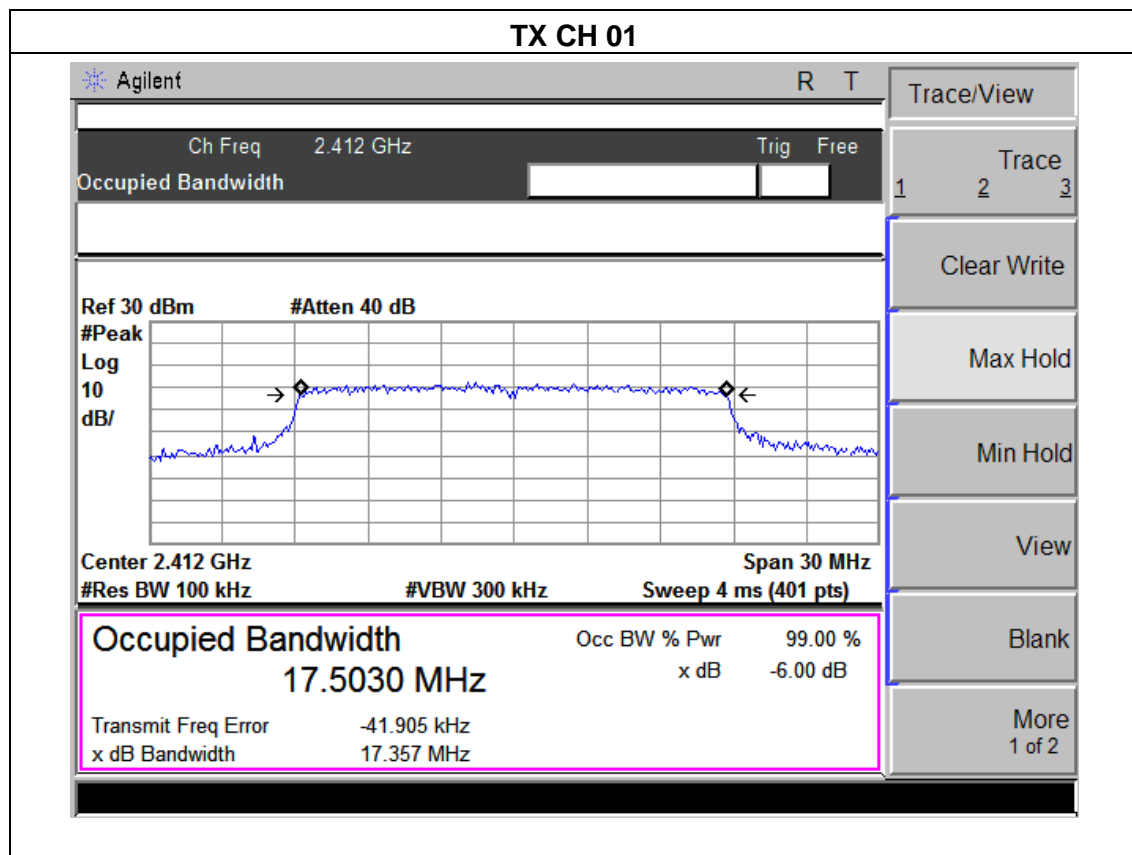 TX CH 01
Agilent R T
Ch Freq 2.412 GHz Trig Free
Occupied Bandwidth
Ref 30 dBm #Atten 40 dB
#Peak
Log
10
dB/
Center 2.412 GHz Span 30 MHz
#Res BW 100 kHz #VBW 300 kHz Sweep 4 ms (401 pts)
Occupied Bandwidth Occ BW % Pwr 99.00 %
17.5030 MHz x dB -6.00 dB
Transmit Freq Error -41.905 kHz
x dB Bandwidth 17.357 MHz
Trace/View
Trace
1 2 3
Clear Write
Max Hold
Min Hold
View
Blank
More
1 of 2